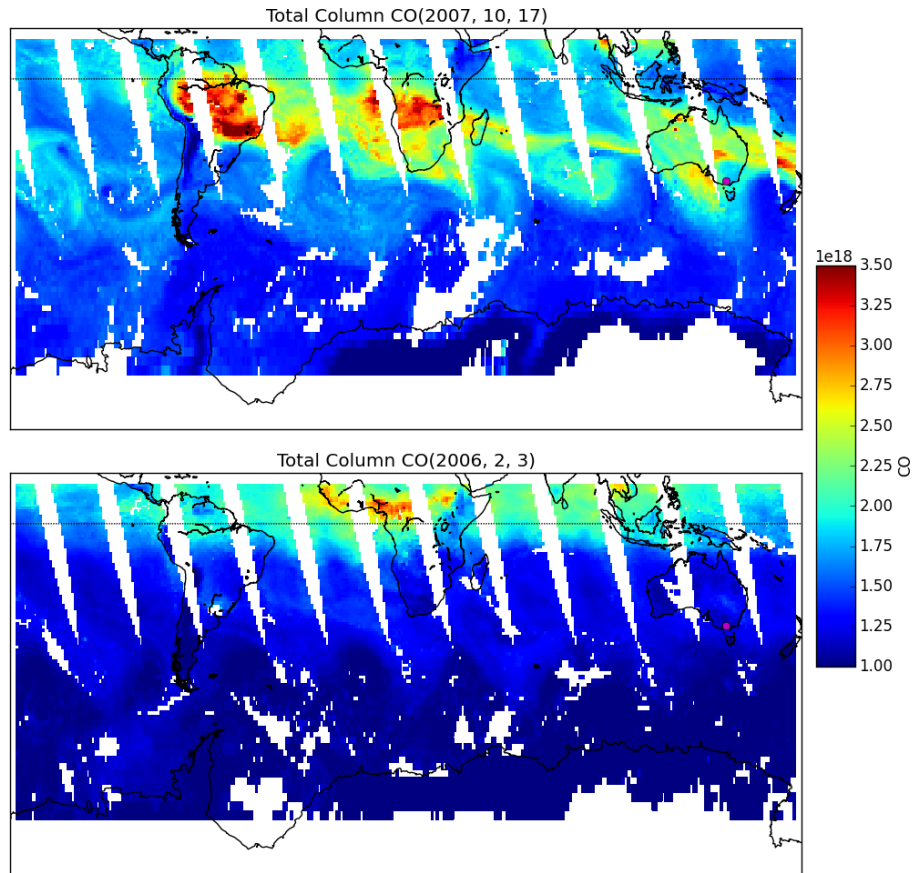 Total Column CO(2007, 10, 17)
1e18
3.50
3.25
3.00
2.75
2.50
2.25
2.00
1.75
1.50
1.25
1.00
CO
Total Column CO(2006, 2, 3)